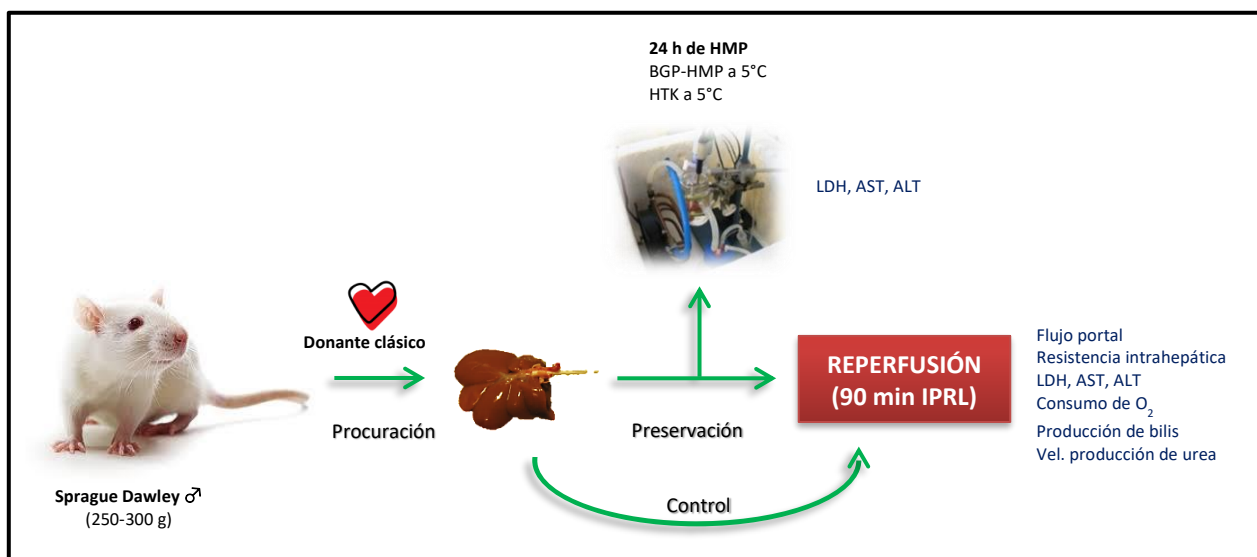 24 h de HMP
BGP-HMP a 5°C
HTK a 5°C
LDH, AST, ALT
Donante clásico
Procuración
Preservación
Control
REPERFUSIÓN
(90 min IPRL)
Flujo portal
Resistencia intrahepática
LDH, AST, ALT
Consumo de O₂
Producción de bilis
Vel. producción de urea
Sprague Dawley ♂
(250-300 g)